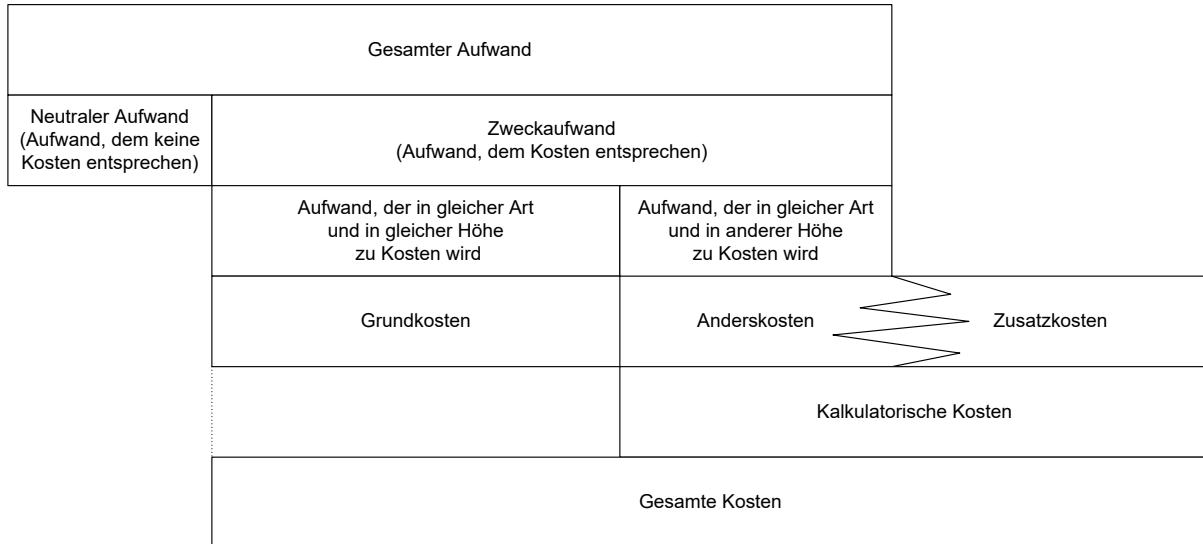 Gesamter Aufwand
Neutraler Aufwand
(Aufwand, dem keine
Kosten entsprechen)
Zweckaufwand
(Aufwand, dem Kosten entsprechen)
Aufwand, der in gleicher Art
und in gleicher Höhe
zu Kosten wird
Aufwand, der in gleicher Art
und in anderer Höhe
zu Kosten wird
Grundkosten
Anderskosten
Zusatzkosten
Kalkulatorische Kosten
Gesamte Kosten